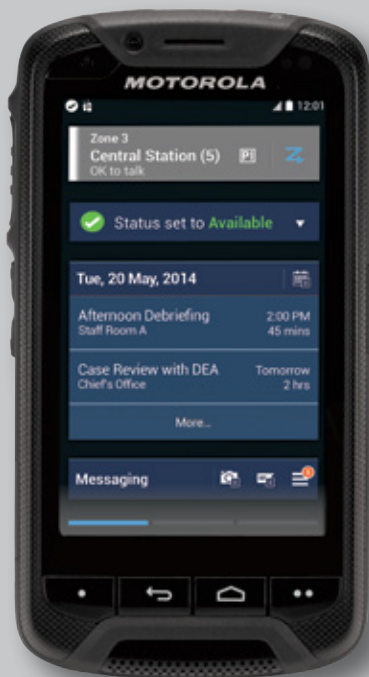 MOTOROLA
12:01
Zone 3
Central Station (5)
OK to talk
Status set to Available
Tue, 20 May, 2014
Afternoon Debriefing 2:00 PM
Staff Room A 45 mins
Case Review with DEA Tomorrow
Chief's Office 2 hrs
More...
Messaging